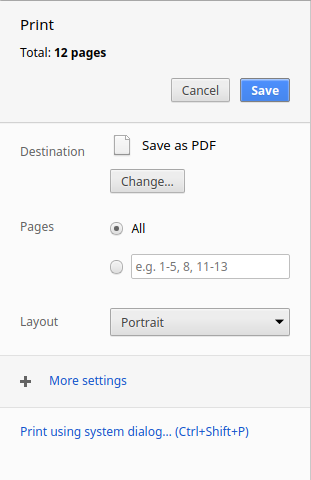 Print
Total: 12 pages
Cancel
Save
Destination
Save as PDF
Change...
Pages
All
e.g. 1-5, 8, 11-13
Layout
Portrait
More settings
Print using system dialog... (Ctrl+Shift+P)